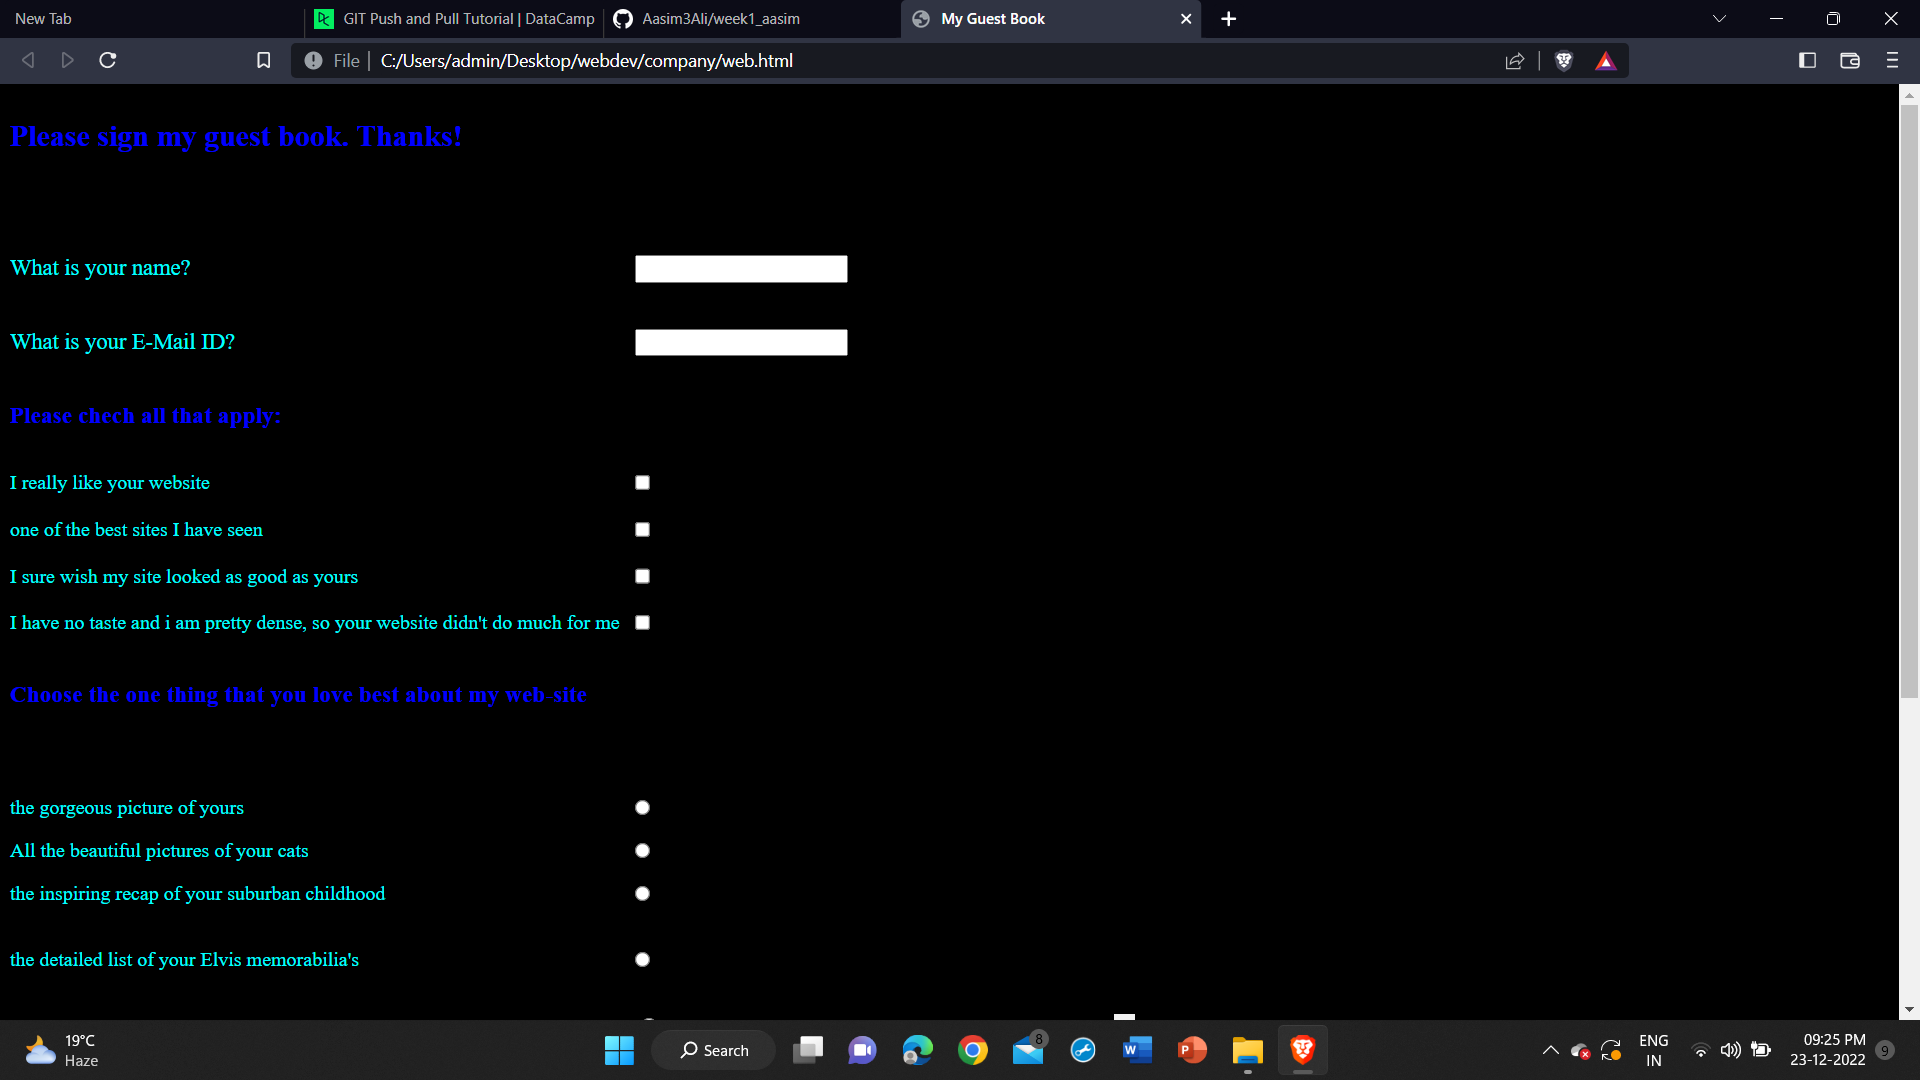 New Tab
GIT Push and Pull Tutorial | DataCamp
Aasim3Ali/week1_aasim
My Guest Book
File
C:/Users/admin/Desktop/webdev/company/web.html
Please sign my guest book. Thanks!
What is your name?
What is your E-Mail ID?
Please chech all that apply:
I really like your website
one of the best sites I have seen
I sure wish my site looked as good as yours
I have no taste and i am pretty dense, so your website didn't do much for me
Choose the one thing that you love best about my web-site
the gorgeous picture of yours
All the beautiful pictures of your cats
the inspiring recap of your suburban childhood
the detailed list of your Elvis memorabilia's
19°C
Haze
Search
8
ENG
IN
09:25 PM
23-12-2022
9